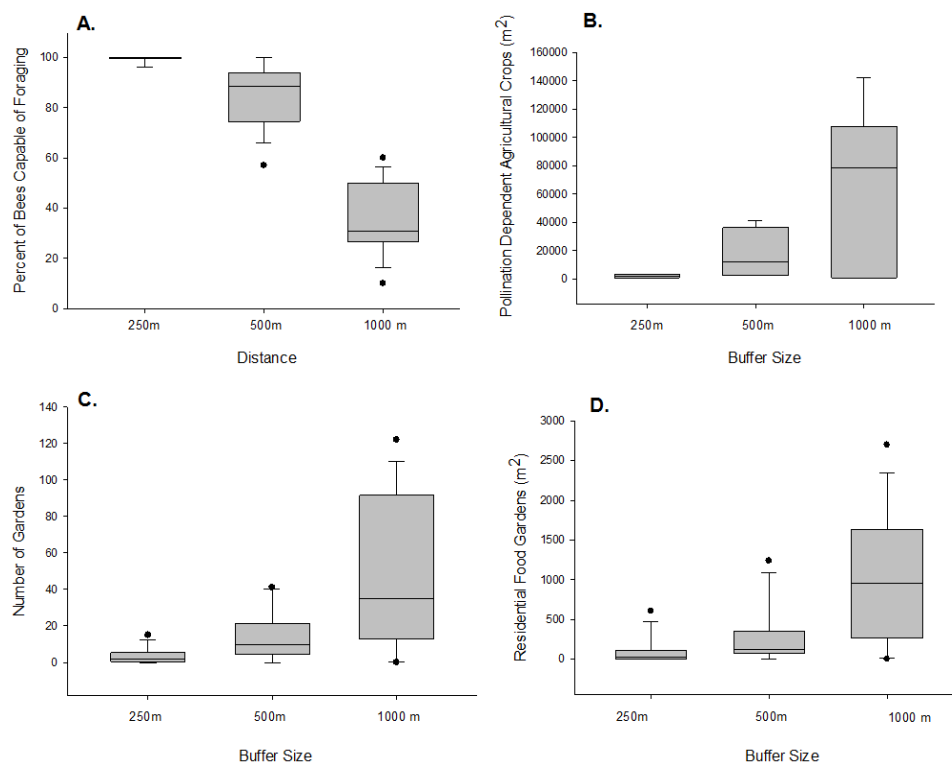 A.
Percent of Bees Capable of Foraging
100
80
60
40
20
0
250m 500m 1000 m
Distance
B.
Pollination Dependent Agricultural Crops (m²)
160000
140000
120000
100000
80000
60000
40000
20000
0
250m 500m 1000 m
Buffer Size
C.
Number of Gardens
140
120
100
80
60
40
20
0
250m 500m 1000 m
Buffer Size
D.
Residential Food Gardens (m²)
3000
2500
2000
1500
1000
500
0
250m 500m 1000 m
Buffer Size